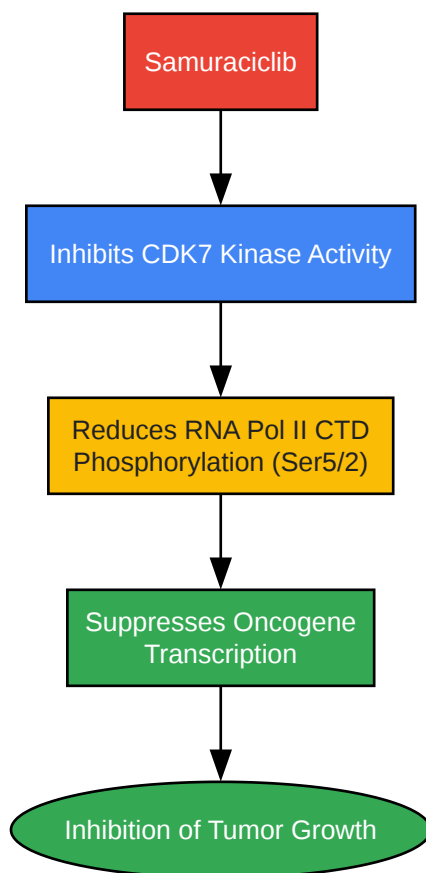 Samuraciclib
Inhibits CDK7 Kinase Activity
Reduces RNA Pol II CTD
Phosphorylation (Ser5/2)
Suppresses Oncogene
Transcription
Inhibition of Tumor Growth